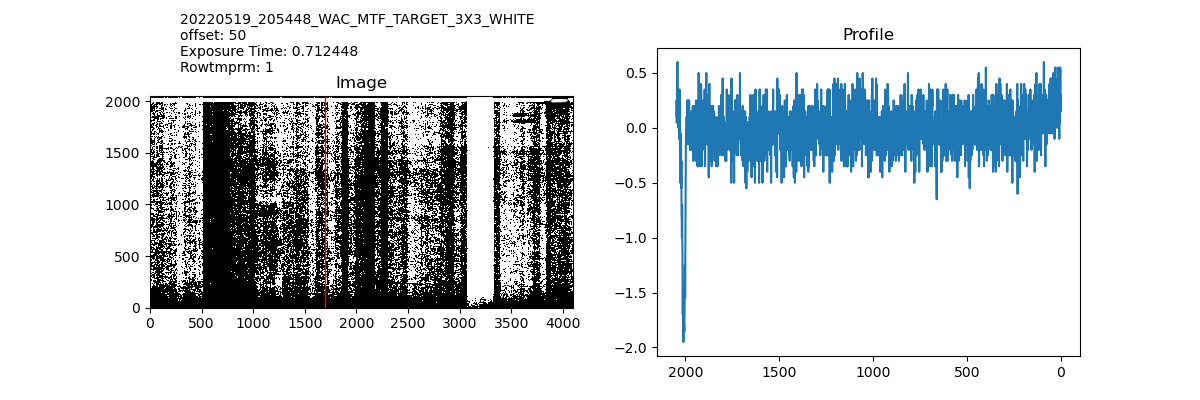 20220519_205448_WAC_MTF_TARGET_3X3_WHITE
offset: 50
Exposure Time: 0.712448
Rowtmprm: 1
Image
2000
1500
1000
500
0
0 500 1000 1500 2000 2500 3000 3500 4000
Profile
0.5
0.0
−0.5
−1.0
−1.5
−2.0
2000 1500 1000 500 0